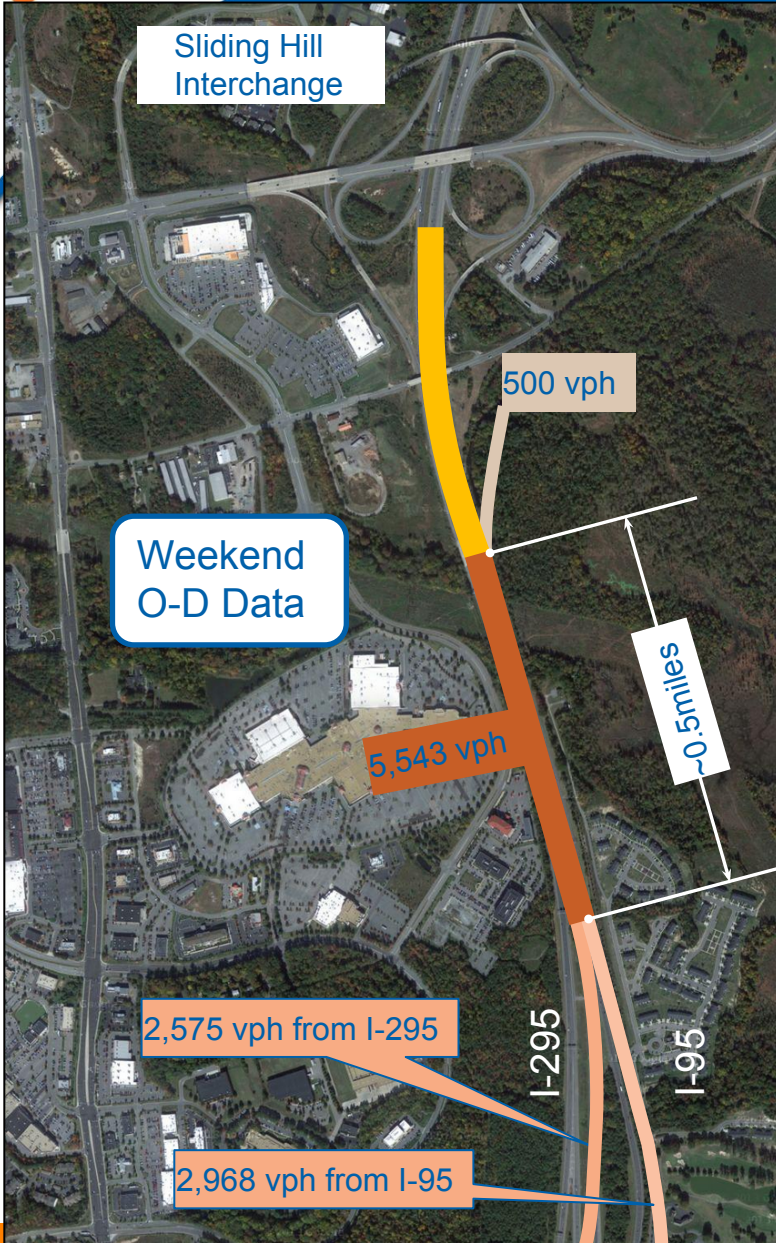 Sliding Hill
Interchange
500 vph
Weekend
O-D Data
~0.5miles
5,543 vph
I-295
I-95
2,575 vph from I-295
2,968 vph from I-95